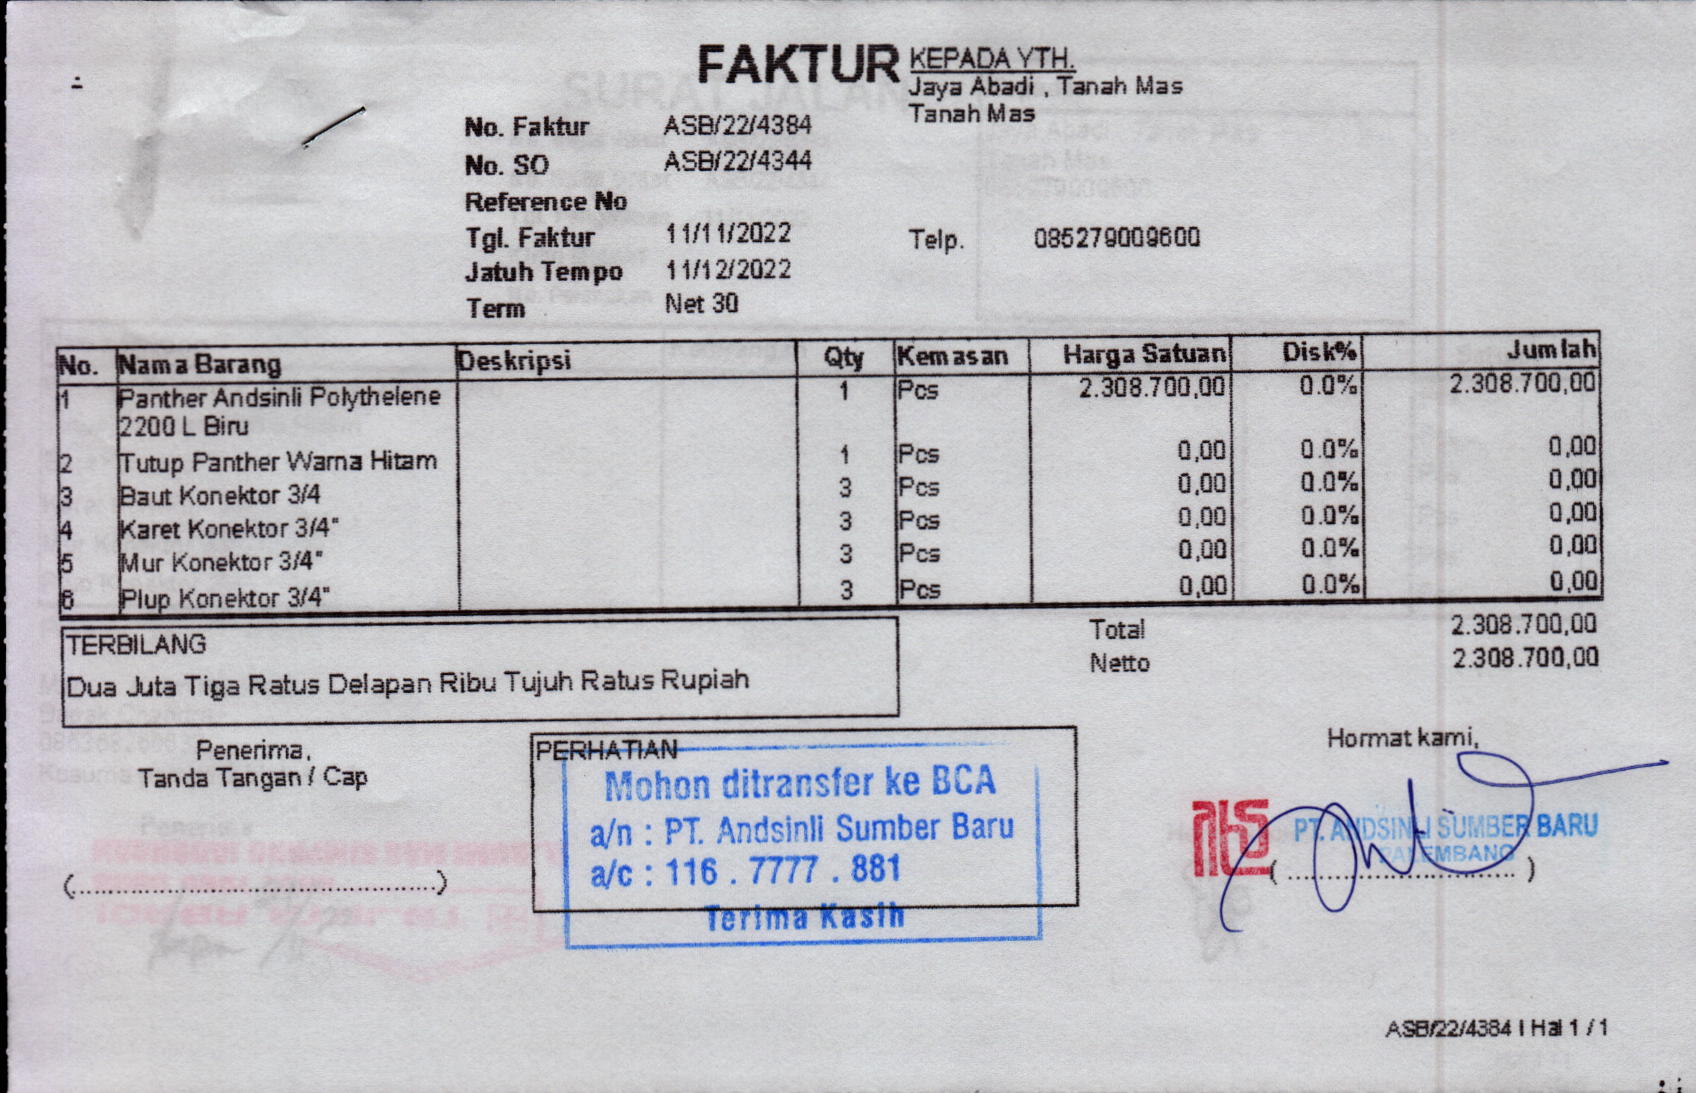 FAKTUR
KEPADA YTH.
Jaya Abadi , Tanah Mas
Tanah Mas
No. Faktur ASB/22/4384
No. SO ASB/22/4344
Reference No
Tgl. Faktur 11/11/2022
Telp. 085279009600
Jatuh Tempo 11/12/2022
Term Net 30
No. Nama Barang Deskripsi Qty Kemasan Harga Satuan Disk% Jumlah
1 Panther Andsinli Polythelene 1 Pcs 2.308.700,00 0.0% 2.308.700,00
2200 L Biru
2 Tutup Panther Warna Hitam 1 Pcs 0,00 0.0% 0,00
3 Baut Konektor 3/4 3 Pcs 0,00 0.0% 0,00
4 Karet Konektor 3/4" 3 Pcs 0,00 0.0% 0,00
5 Mur Konektor 3/4" 3 Pcs 0,00 0.0% 0,00
6 Plup Konektor 3/4" 3 Pcs 0,00 0.0% 0,00
Total 2.308.700,00
Netto 2.308.700,00
TERBILANG
Dua Juta Tiga Ratus Delapan Ribu Tujuh Ratus Rupiah
Penerima,
Tanda Tangan / Cap
(..........................................)
PERHATIAN
Mohon ditransfer ke BCA
a/n : PT. Andsinli Sumber Baru
a/c : 116 . 7777 . 881
Terima Kasih
Hormat kami,
PT. ANDSINLI SUMBER BARU
PALEMBANG
( .................................. )
ASB/22/4384 | Hal 1 / 1